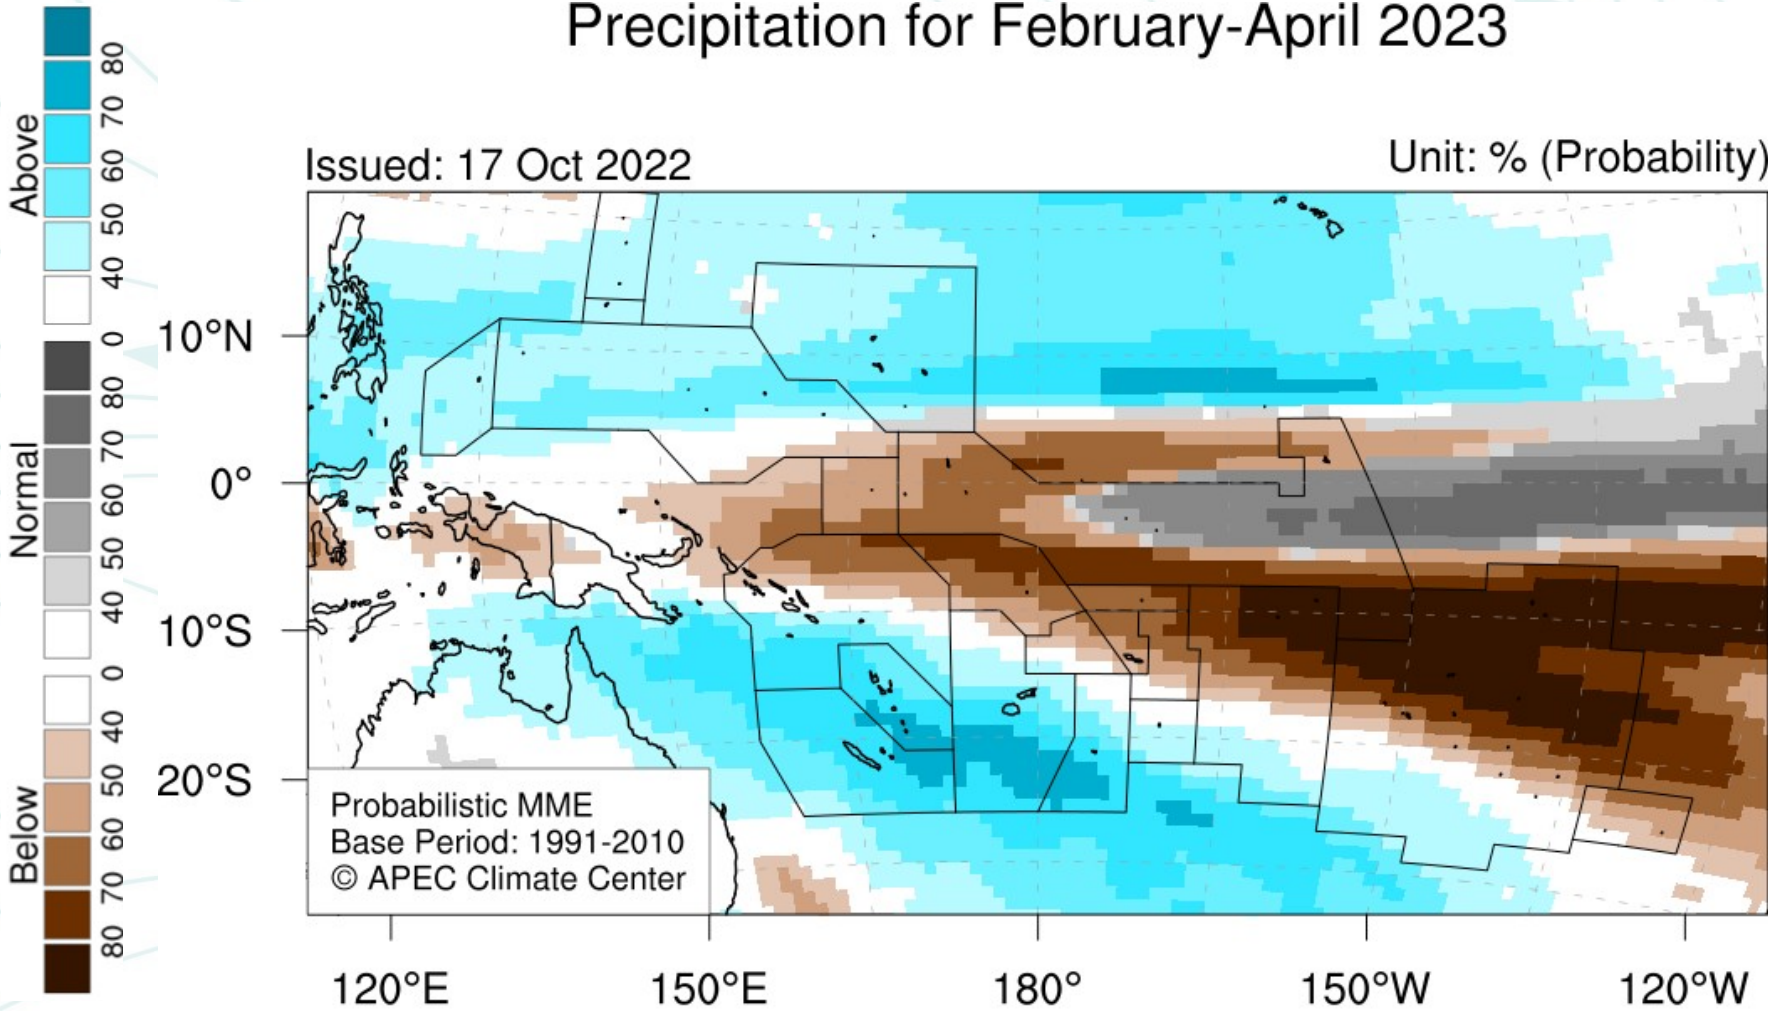 Precipitation for February-April 2023
Issued: 17 Oct 2022
Unit: % (Probability)
Above
80
70
60
50
40
0
Normal
80
70
60
50
40
0
Below
40
50
60
70
80
10°N
0°
10°S
20°S
Probabilistic MME
Base Period: 1991-2010
© APEC Climate Center
120°E
150°E
180°
150°W
120°W